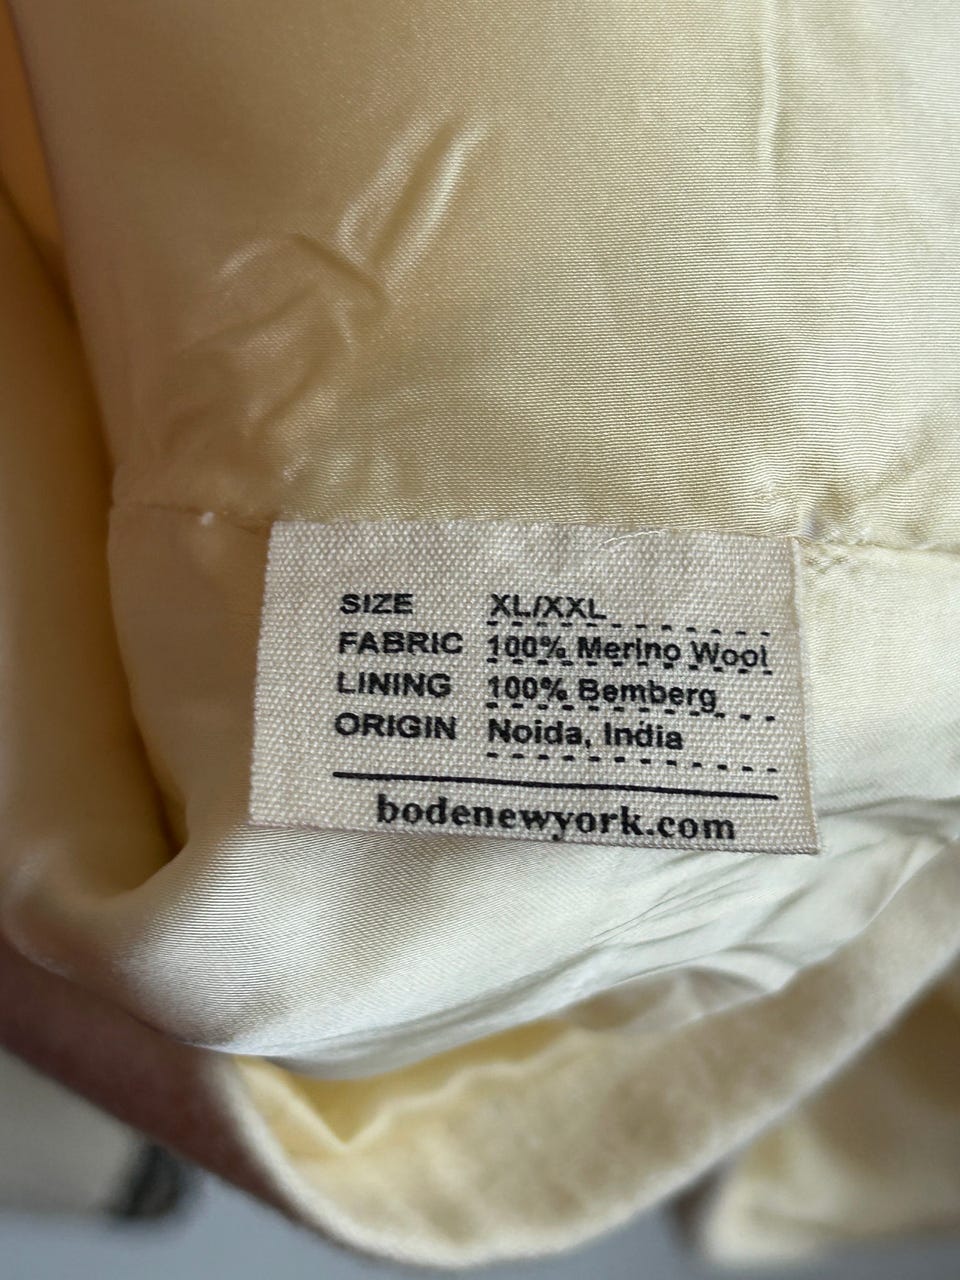 SIZE XL/XXL
FABRIC 100% Merino Wool
LINING 100% Bemberg
ORIGIN Noida, India
bodenewyork.com